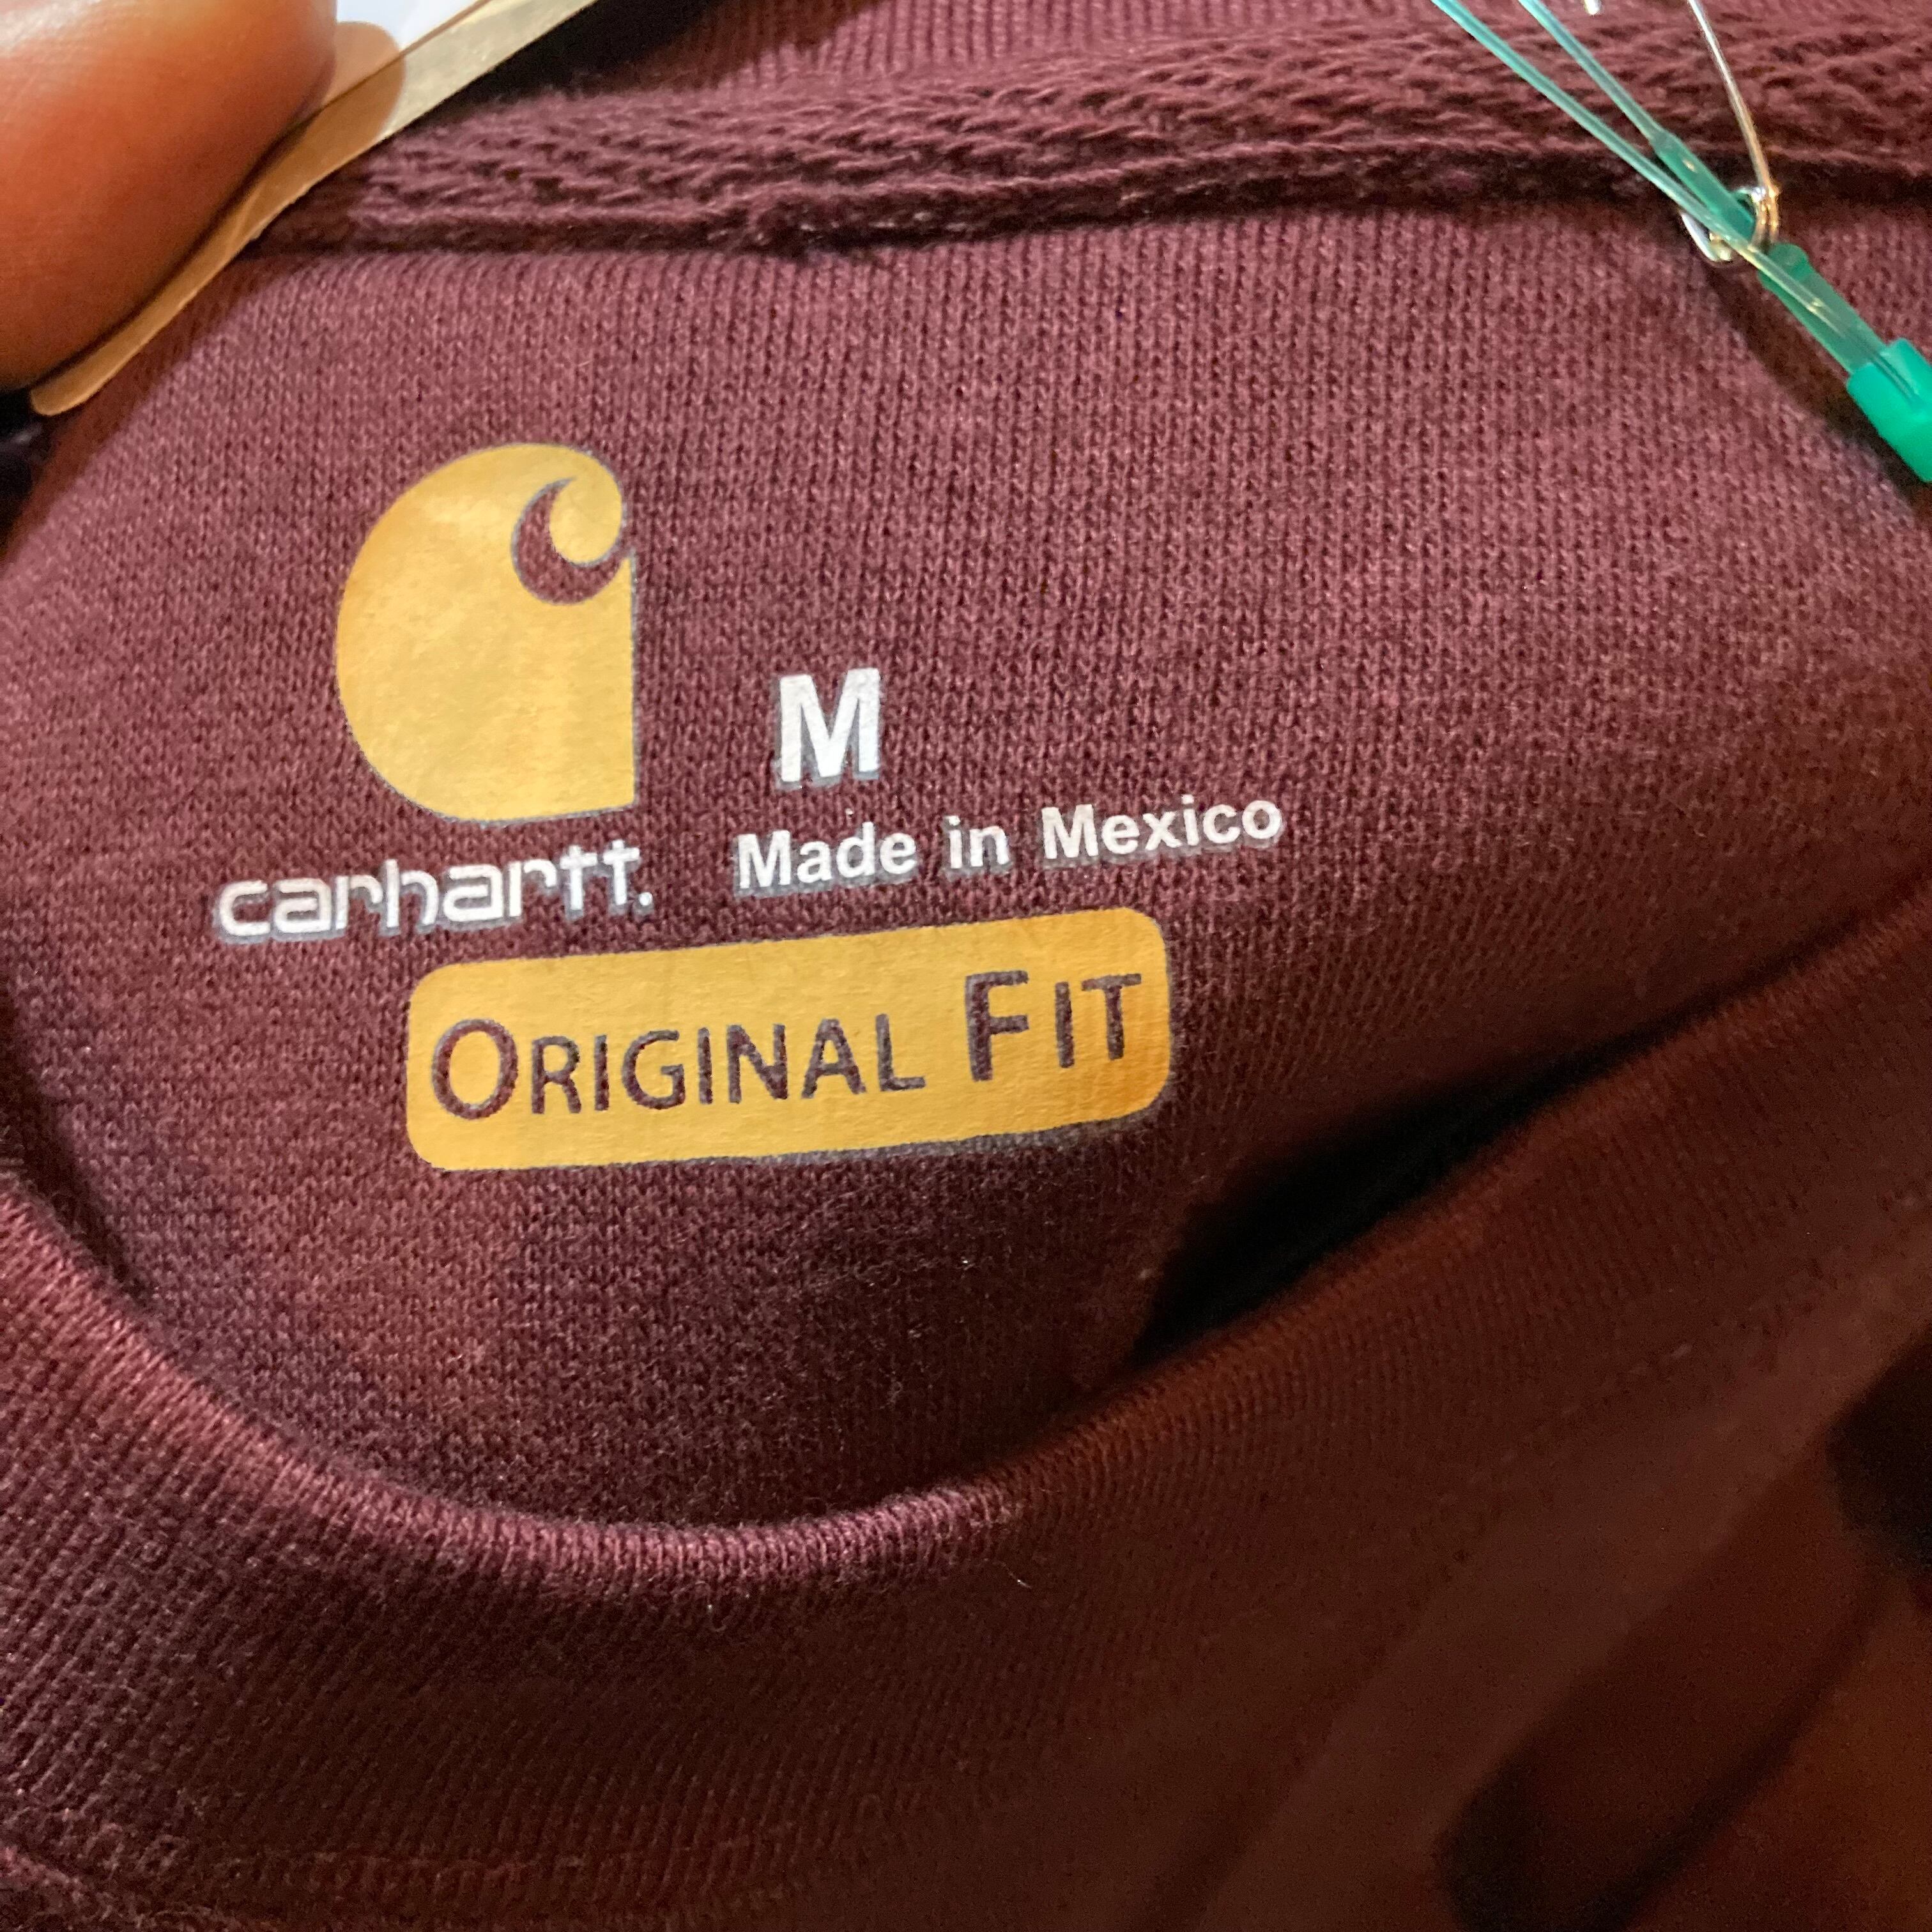 M
carhartt.
Made in Mexico
ORIGINAL FIT